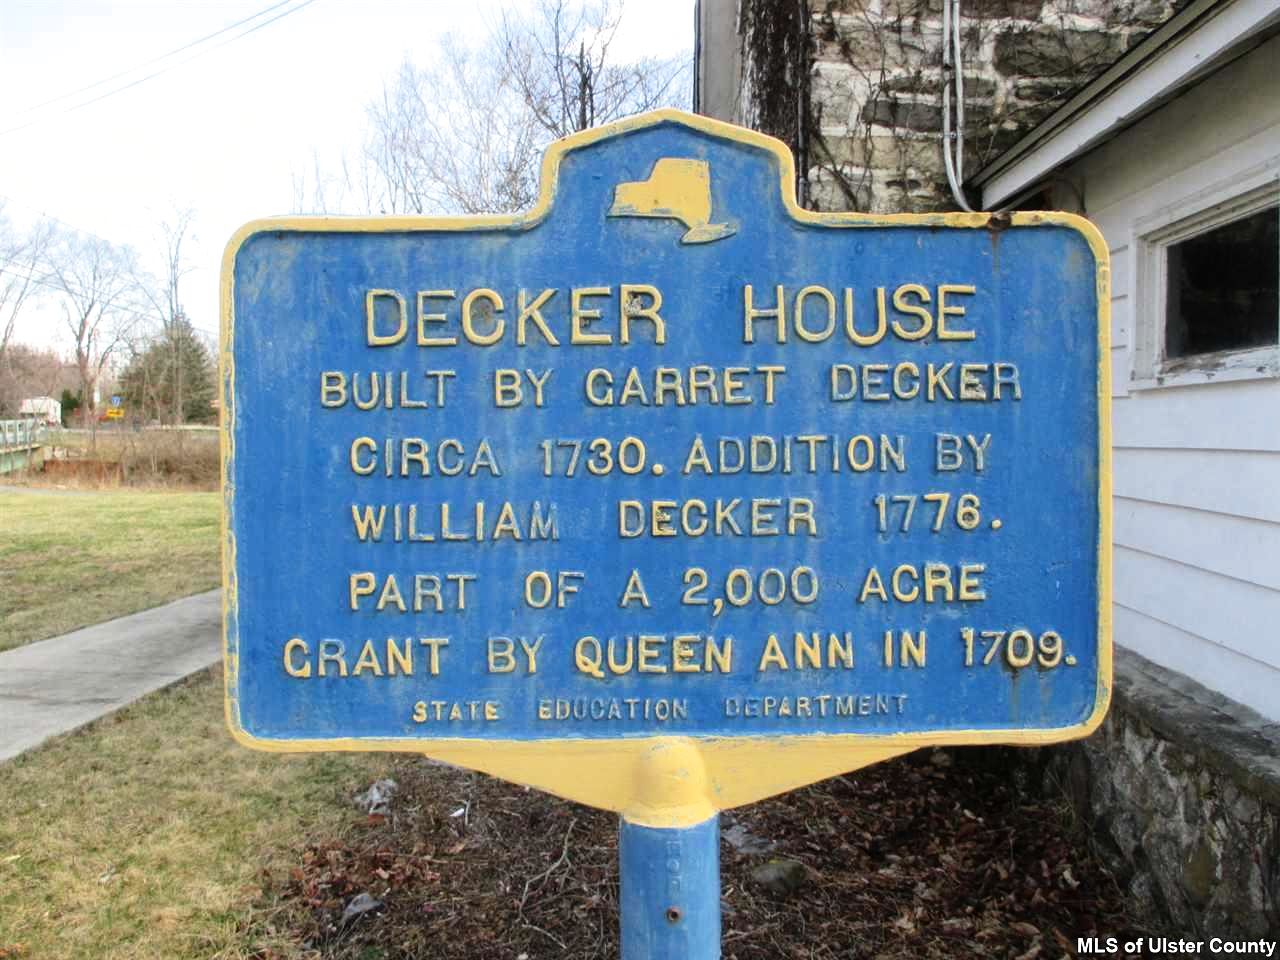 DECKER HOUSE
BUILT BY GARRET DECKER
CIRCA 1730. ADDITION BY
WILLIAM DECKER 1776.
PART OF A 2,000 ACRE
GRANT BY QUEEN ANN IN 1709.
STATE EDUCATION DEPARTMENT
MLS of Ulster County